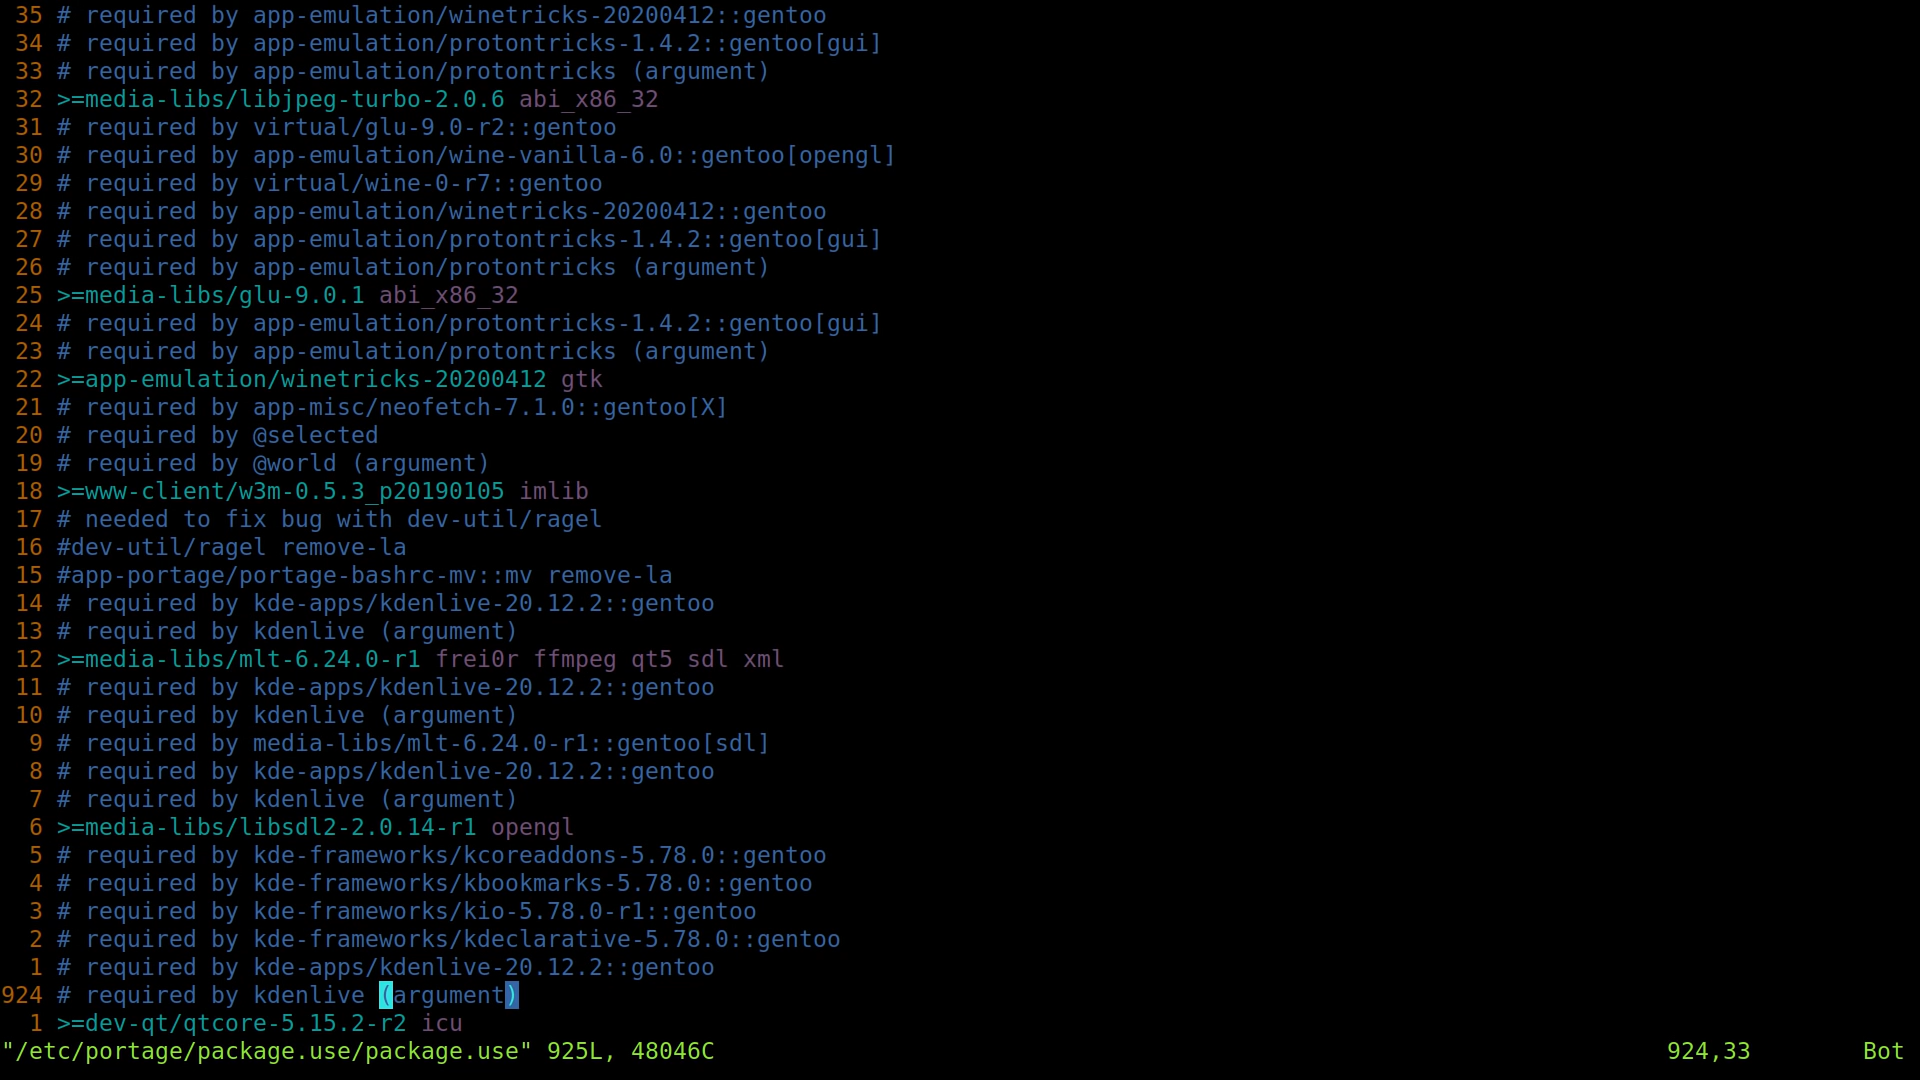 35 # required by app-emulation/winetricks-20200412::gentoo
34 # required by app-emulation/protontricks-1.4.2::gentoo[gui]
33 # required by app-emulation/protontricks (argument)
32 >=media-libs/libjpeg-turbo-2.0.6 abi_x86_32
31 # required by virtual/glu-9.0-r2::gentoo
30 # required by app-emulation/wine-vanilla-6.0::gentoo[opengl]
29 # required by virtual/wine-0-r7::gentoo
28 # required by app-emulation/winetricks-20200412::gentoo
27 # required by app-emulation/protontricks-1.4.2::gentoo[gui]
26 # required by app-emulation/protontricks (argument)
25 >=media-libs/glu-9.0.1 abi_x86_32
24 # required by app-emulation/protontricks-1.4.2::gentoo[gui]
23 # required by app-emulation/protontricks (argument)
22 >=app-emulation/winetricks-20200412 gtk
21 # required by app-misc/neofetch-7.1.0::gentoo[X]
20 # required by @selected
19 # required by @world (argument)
18 >=www-client/w3m-0.5.3_p20190105 imlib
17 # needed to fix bug with dev-util/ragel
16 #dev-util/ragel remove-la
15 #app-portage/portage-bashrc-mv::mv remove-la
14 # required by kde-apps/kdenlive-20.12.2::gentoo
13 # required by kdenlive (argument)
12 >=media-libs/mlt-6.24.0-r1 frei0r ffmpeg qt5 sdl xml
11 # required by kde-apps/kdenlive-20.12.2::gentoo
10 # required by kdenlive (argument)
9 # required by media-libs/mlt-6.24.0-r1::gentoo[sdl]
8 # required by kde-apps/kdenlive-20.12.2::gentoo
7 # required by kdenlive (argument)
6 >=media-libs/libsdl2-2.0.14-r1 opengl
5 # required by kde-frameworks/kcoreaddons-5.78.0::gentoo
4 # required by kde-frameworks/kbookmarks-5.78.0::gentoo
3 # required by kde-frameworks/kio-5.78.0-r1::gentoo
2 # required by kde-frameworks/kdeclarative-5.78.0::gentoo
1 # required by kde-apps/kdenlive-20.12.2::gentoo
924 # required by kdenlive (argument)
1 >=dev-qt/qtcore-5.15.2-r2 icu
"/etc/portage/package.use/package.use" 925L, 48046C 924,33 Bot